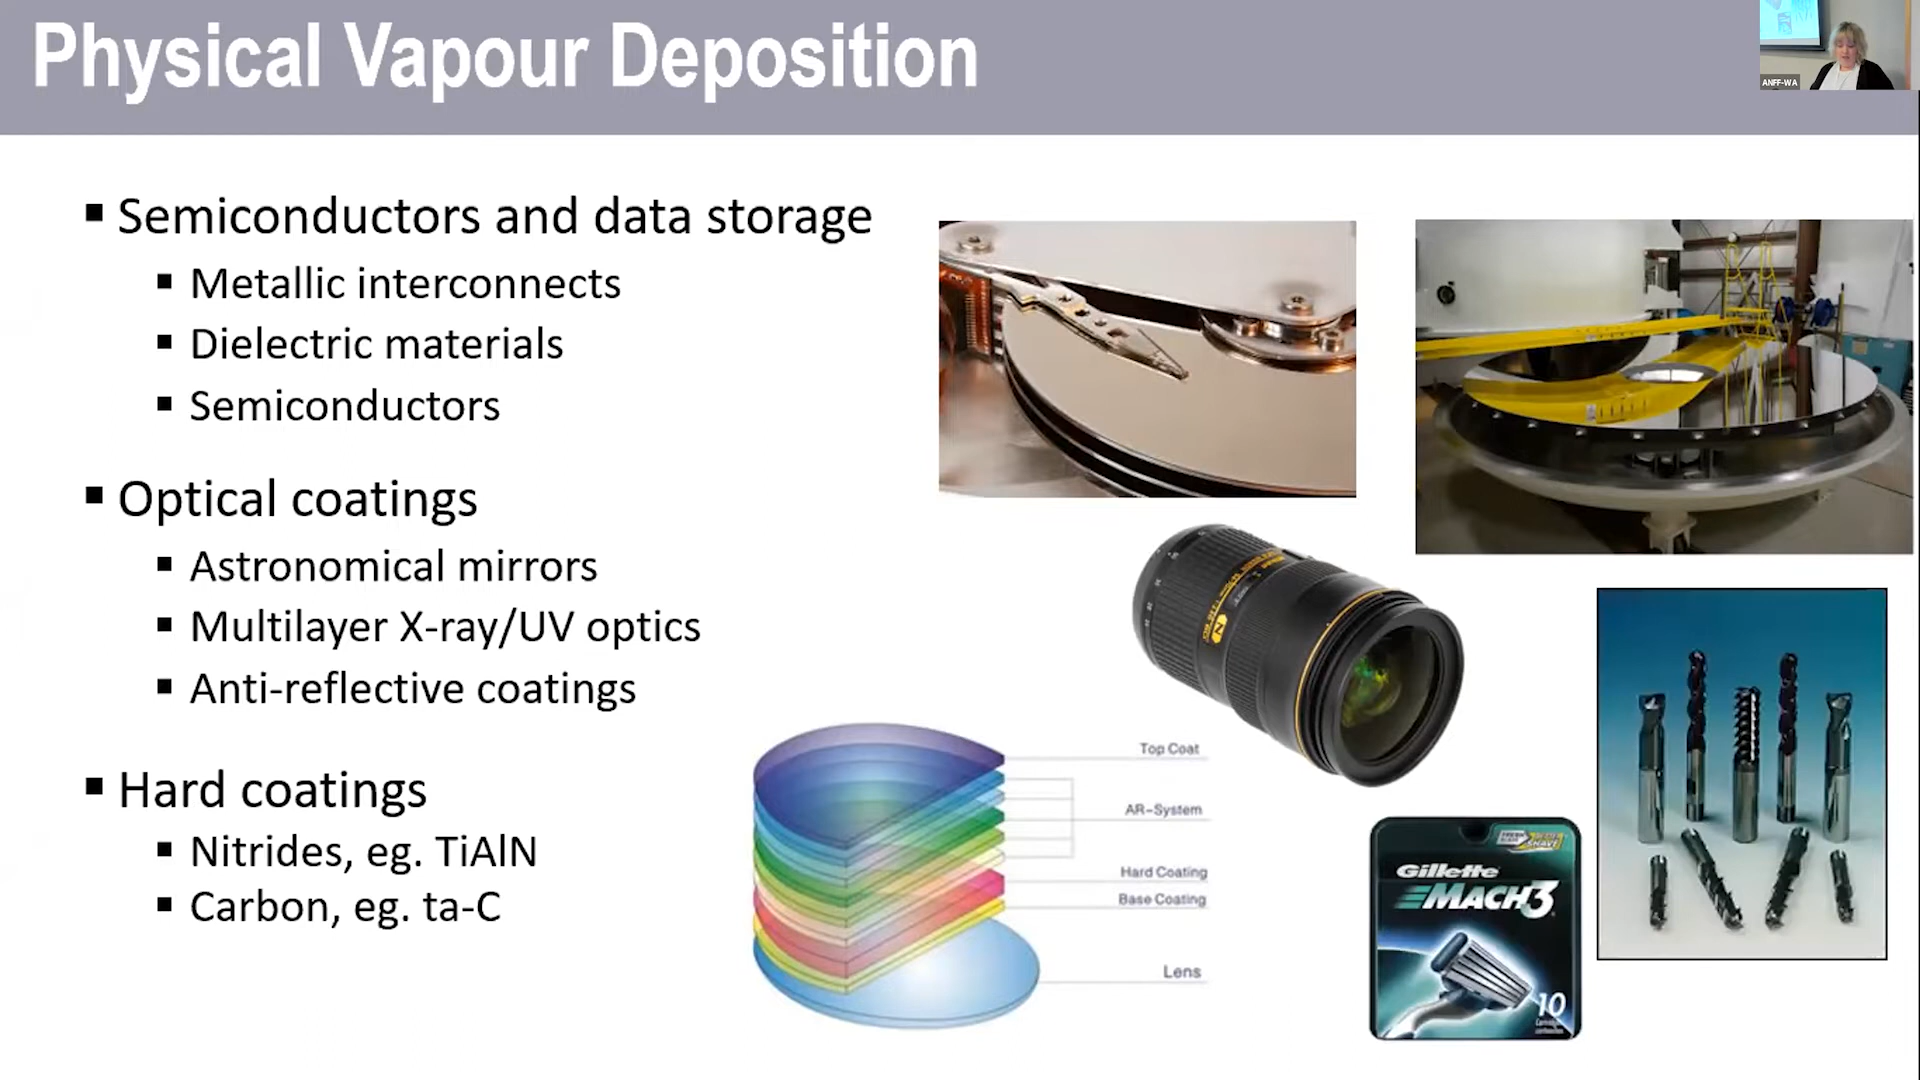 Physical Vapour Deposition
ANFF-WA
Semiconductors and data storage
Metallic interconnects
Dielectric materials
Semiconductors
Optical coatings
Astronomical mirrors
Multilayer X-ray/UV optics
Anti-reflective coatings
Hard coatings
Nitrides, eg. TiAlN
Carbon, eg. ta-C
Top Coat
AR-System
Hard Coating
Base Coating
Lens
N
Gillette
MACH3
10